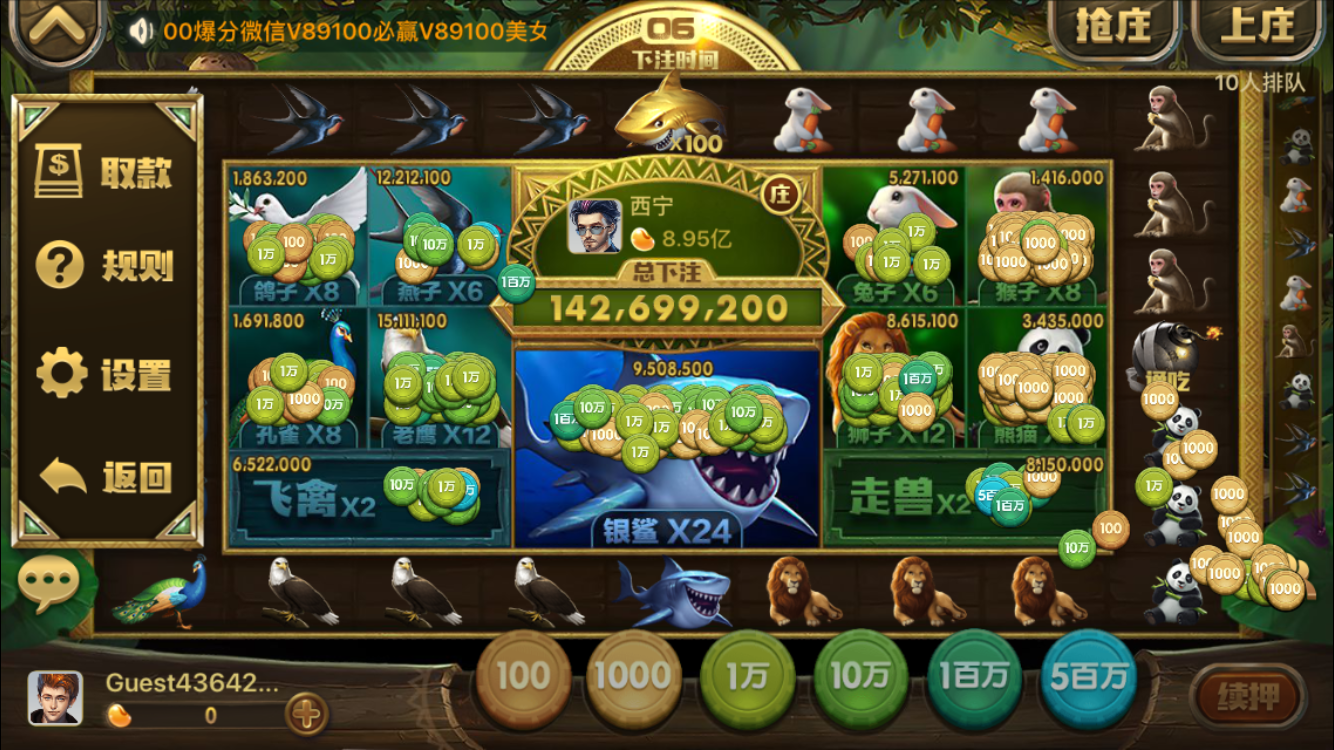 00爆分微信V89100必赢V89100美女
06
下注时间
抢庄
上庄
10人排队
x100
取款
规则
设置
返回
1,863,200
鸽子 X8
12,212,100
燕子 X6
西宁
庄
8.95亿
总下注
142,699,200
5,271,100
兔子 X6
1,416,000
猴子 X8
1,691,800
孔雀 X8
15,111,100
老鹰 X12
9,508,500
银鲨 X24
8,615,100
狮子 X12
3,435,000
熊猫
通吃
6,522,000
飞禽 X2
8,150,000
走兽 X2
Guest43642...
0
100
1000
1万
10万
1百万
5百万
续押